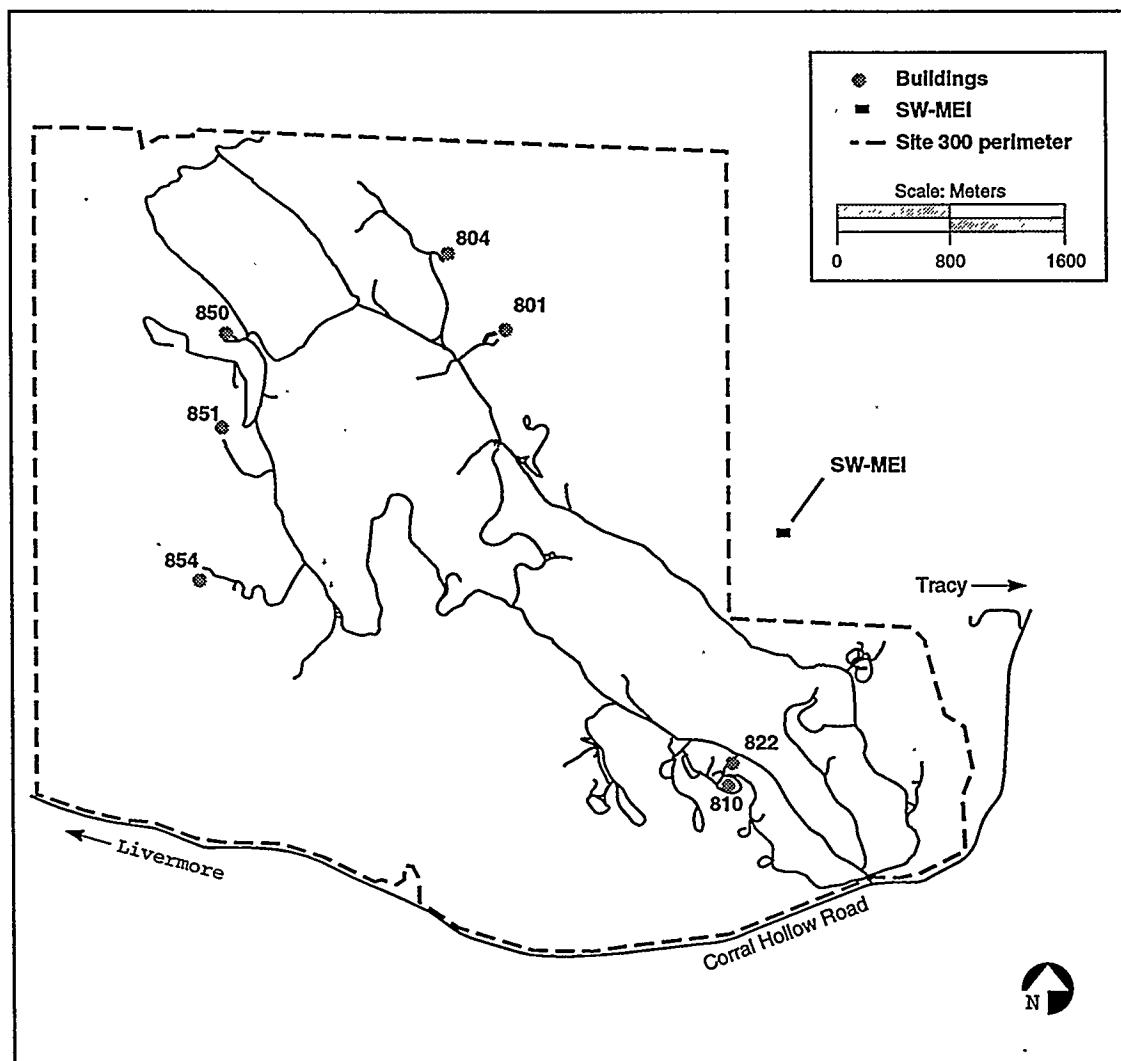 Buildings
SW-MEI
Site 300 perimeter
Scale: Meters
0 800 1600
804
801
850
851
SW-MEI
854
Tracy
822
810
Livermore
Corral Hollow Road
N